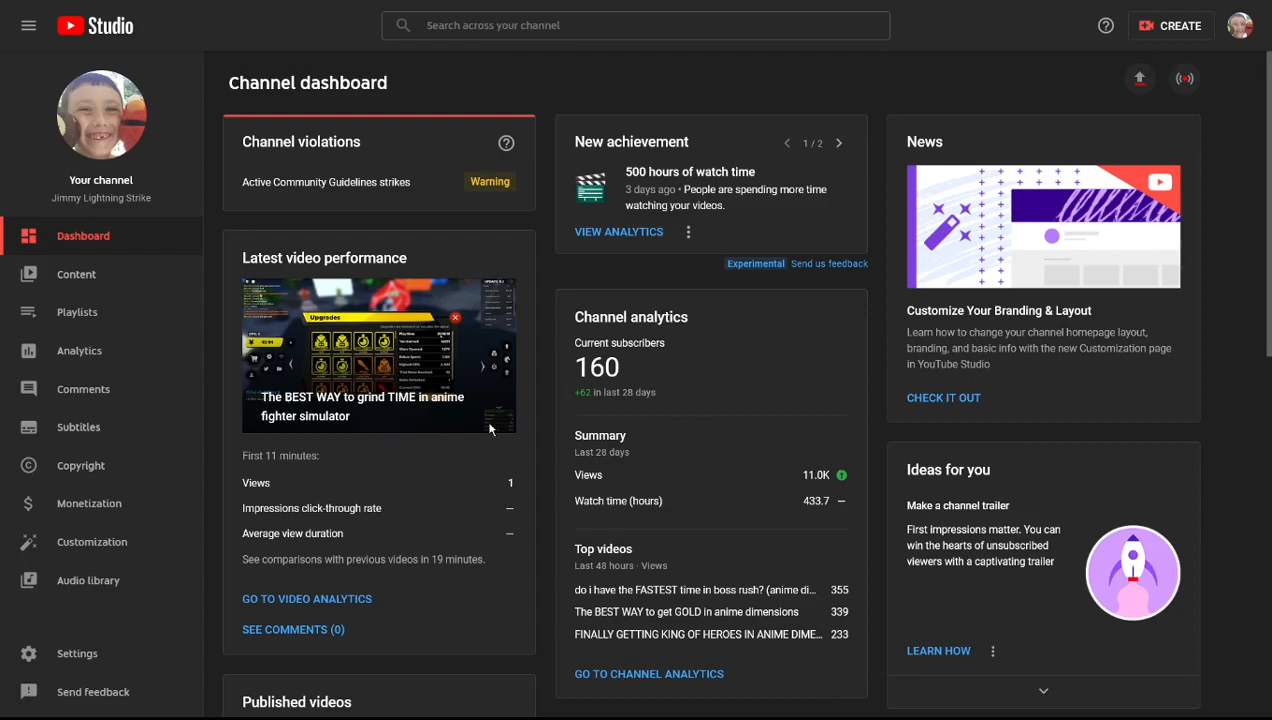 Studio
Search across your channel
CREATE
Your channel
Jimmy Lightning Strike
Dashboard
Content
Playlists
Analytics
Comments
Subtitles
Copyright
Monetization
Customization
Audio library
Settings
Send feedback
Channel dashboard
Channel violations
Active Community Guidelines strikes
Warning
Latest video performance
Upgrades
The BEST WAY to grind TIME in anime
fighter simulator
First 11 minutes:
Views 1
Impressions click-through rate —
Average view duration —
See comparisons with previous videos in 19 minutes.
GO TO VIDEO ANALYTICS
SEE COMMENTS (0)
Published videos
New achievement
1 / 2
500 hours of watch time
3 days ago • People are spending more time
watching your videos.
VIEW ANALYTICS
Experimental Send us feedback
Channel analytics
Current subscribers
160
+62 in last 28 days
Summary
Last 28 days
Views 11.0K
Watch time (hours) 433.7 —
Top videos
Last 48 hours · Views
do i have the FASTEST time in boss rush? (anime di... 355
The BEST WAY to get GOLD in anime dimensions 339
FINALLY GETTING KING OF HEROES IN ANIME DIME... 233
GO TO CHANNEL ANALYTICS
News
Customize Your Branding & Layout
Learn how to change your channel homepage layout,
branding, and basic info with the new Customization page
in YouTube Studio
CHECK IT OUT
Ideas for you
Make a channel trailer
First impressions matter. You can
win the hearts of unsubscribed
viewers with a captivating trailer
LEARN HOW